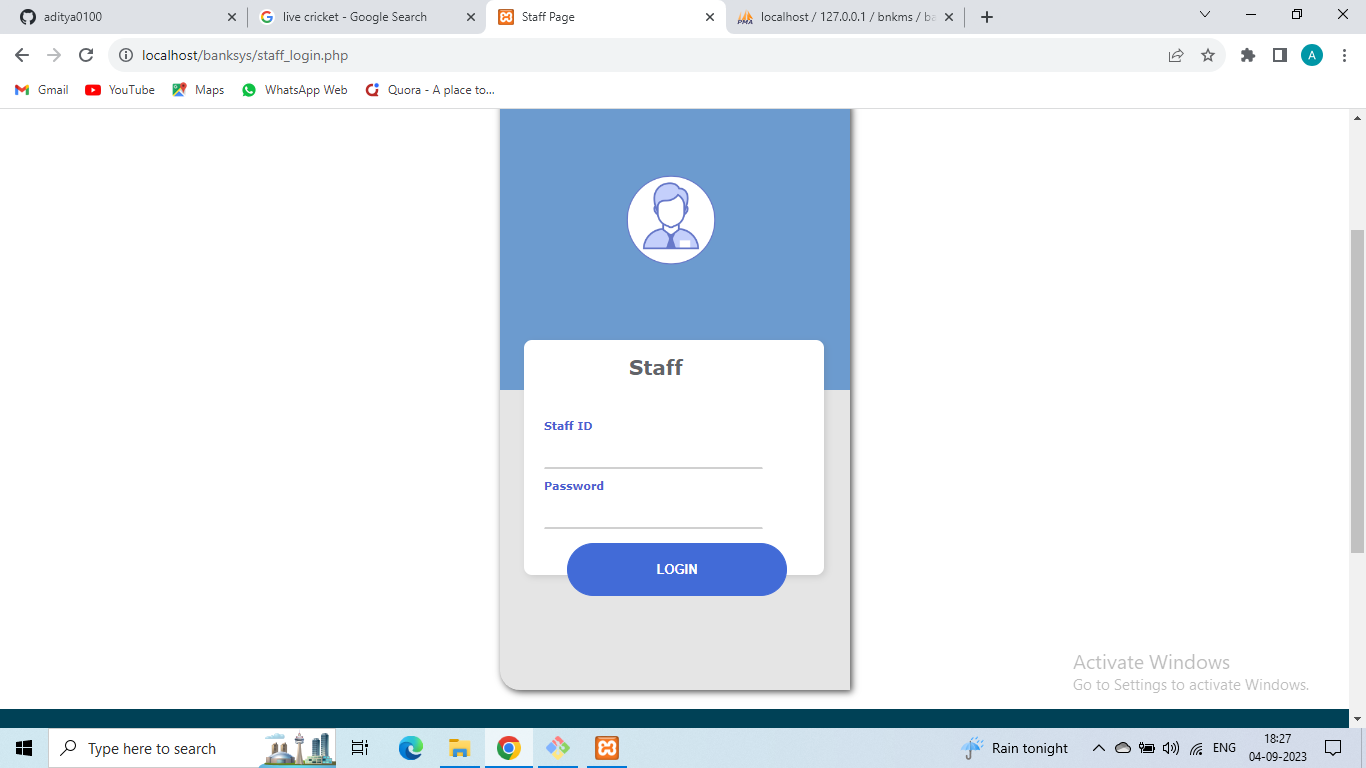 aditya0100
live cricket - Google Search
Staff Page
PMA
localhost / 127.0.0.1 / bnkms / ba
localhost/banksys/staff_login.php
A
Gmail
YouTube
Maps
WhatsApp Web
Quora - A place to...
Staff
Staff ID
Password
LOGIN
Activate Windows
Go to Settings to activate Windows.
Type here to search
Rain tonight
ENG
18:27
04-09-2023